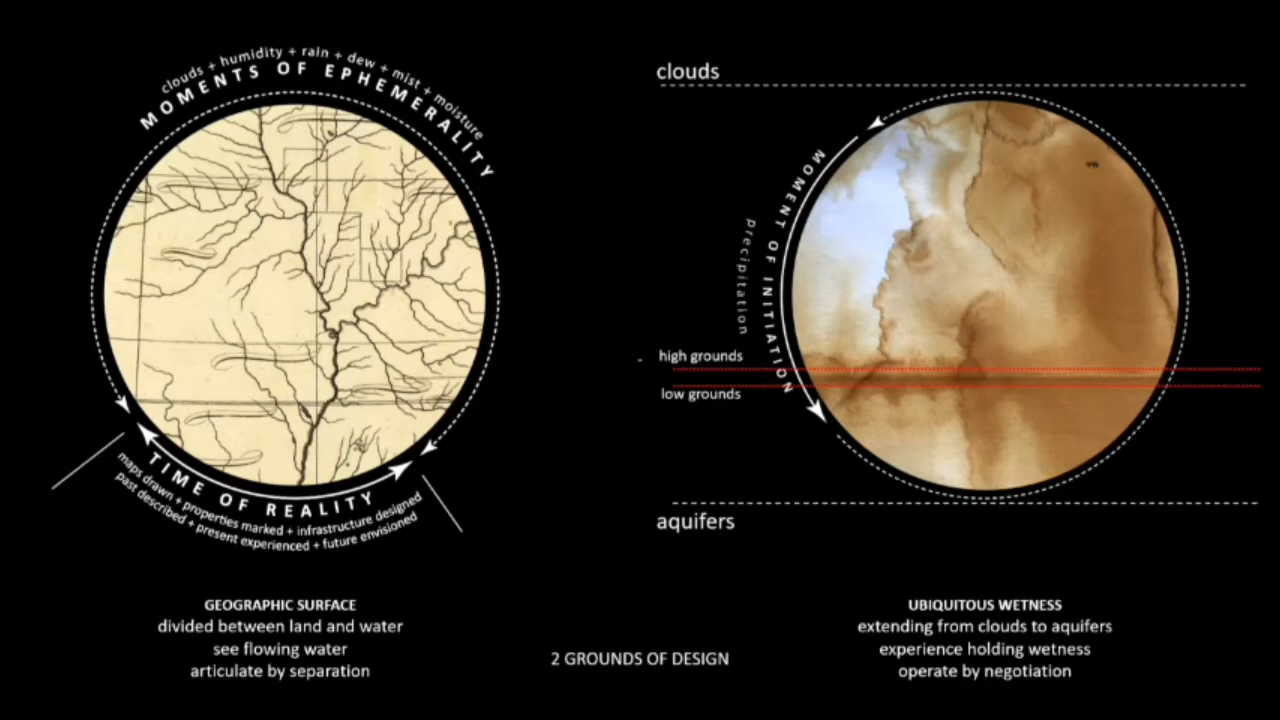 clouds + humidity + rain + dew + mist + moisture
MOMENTS OF EPHEMERALITY
TIME OF REALITY
maps drawn + properties marked + infrastructure designed
past described + present experienced + future envisioned
GEOGRAPHIC SURFACE
divided between land and water
see flowing water
articulate by separation
2 GROUNDS OF DESIGN
clouds
MOMENT OF INITIATION
precipitation
high grounds
low grounds
aquifers
UBIQUITOUS WETNESS
extending from clouds to aquifers
experience holding wetness
operate by negotiation